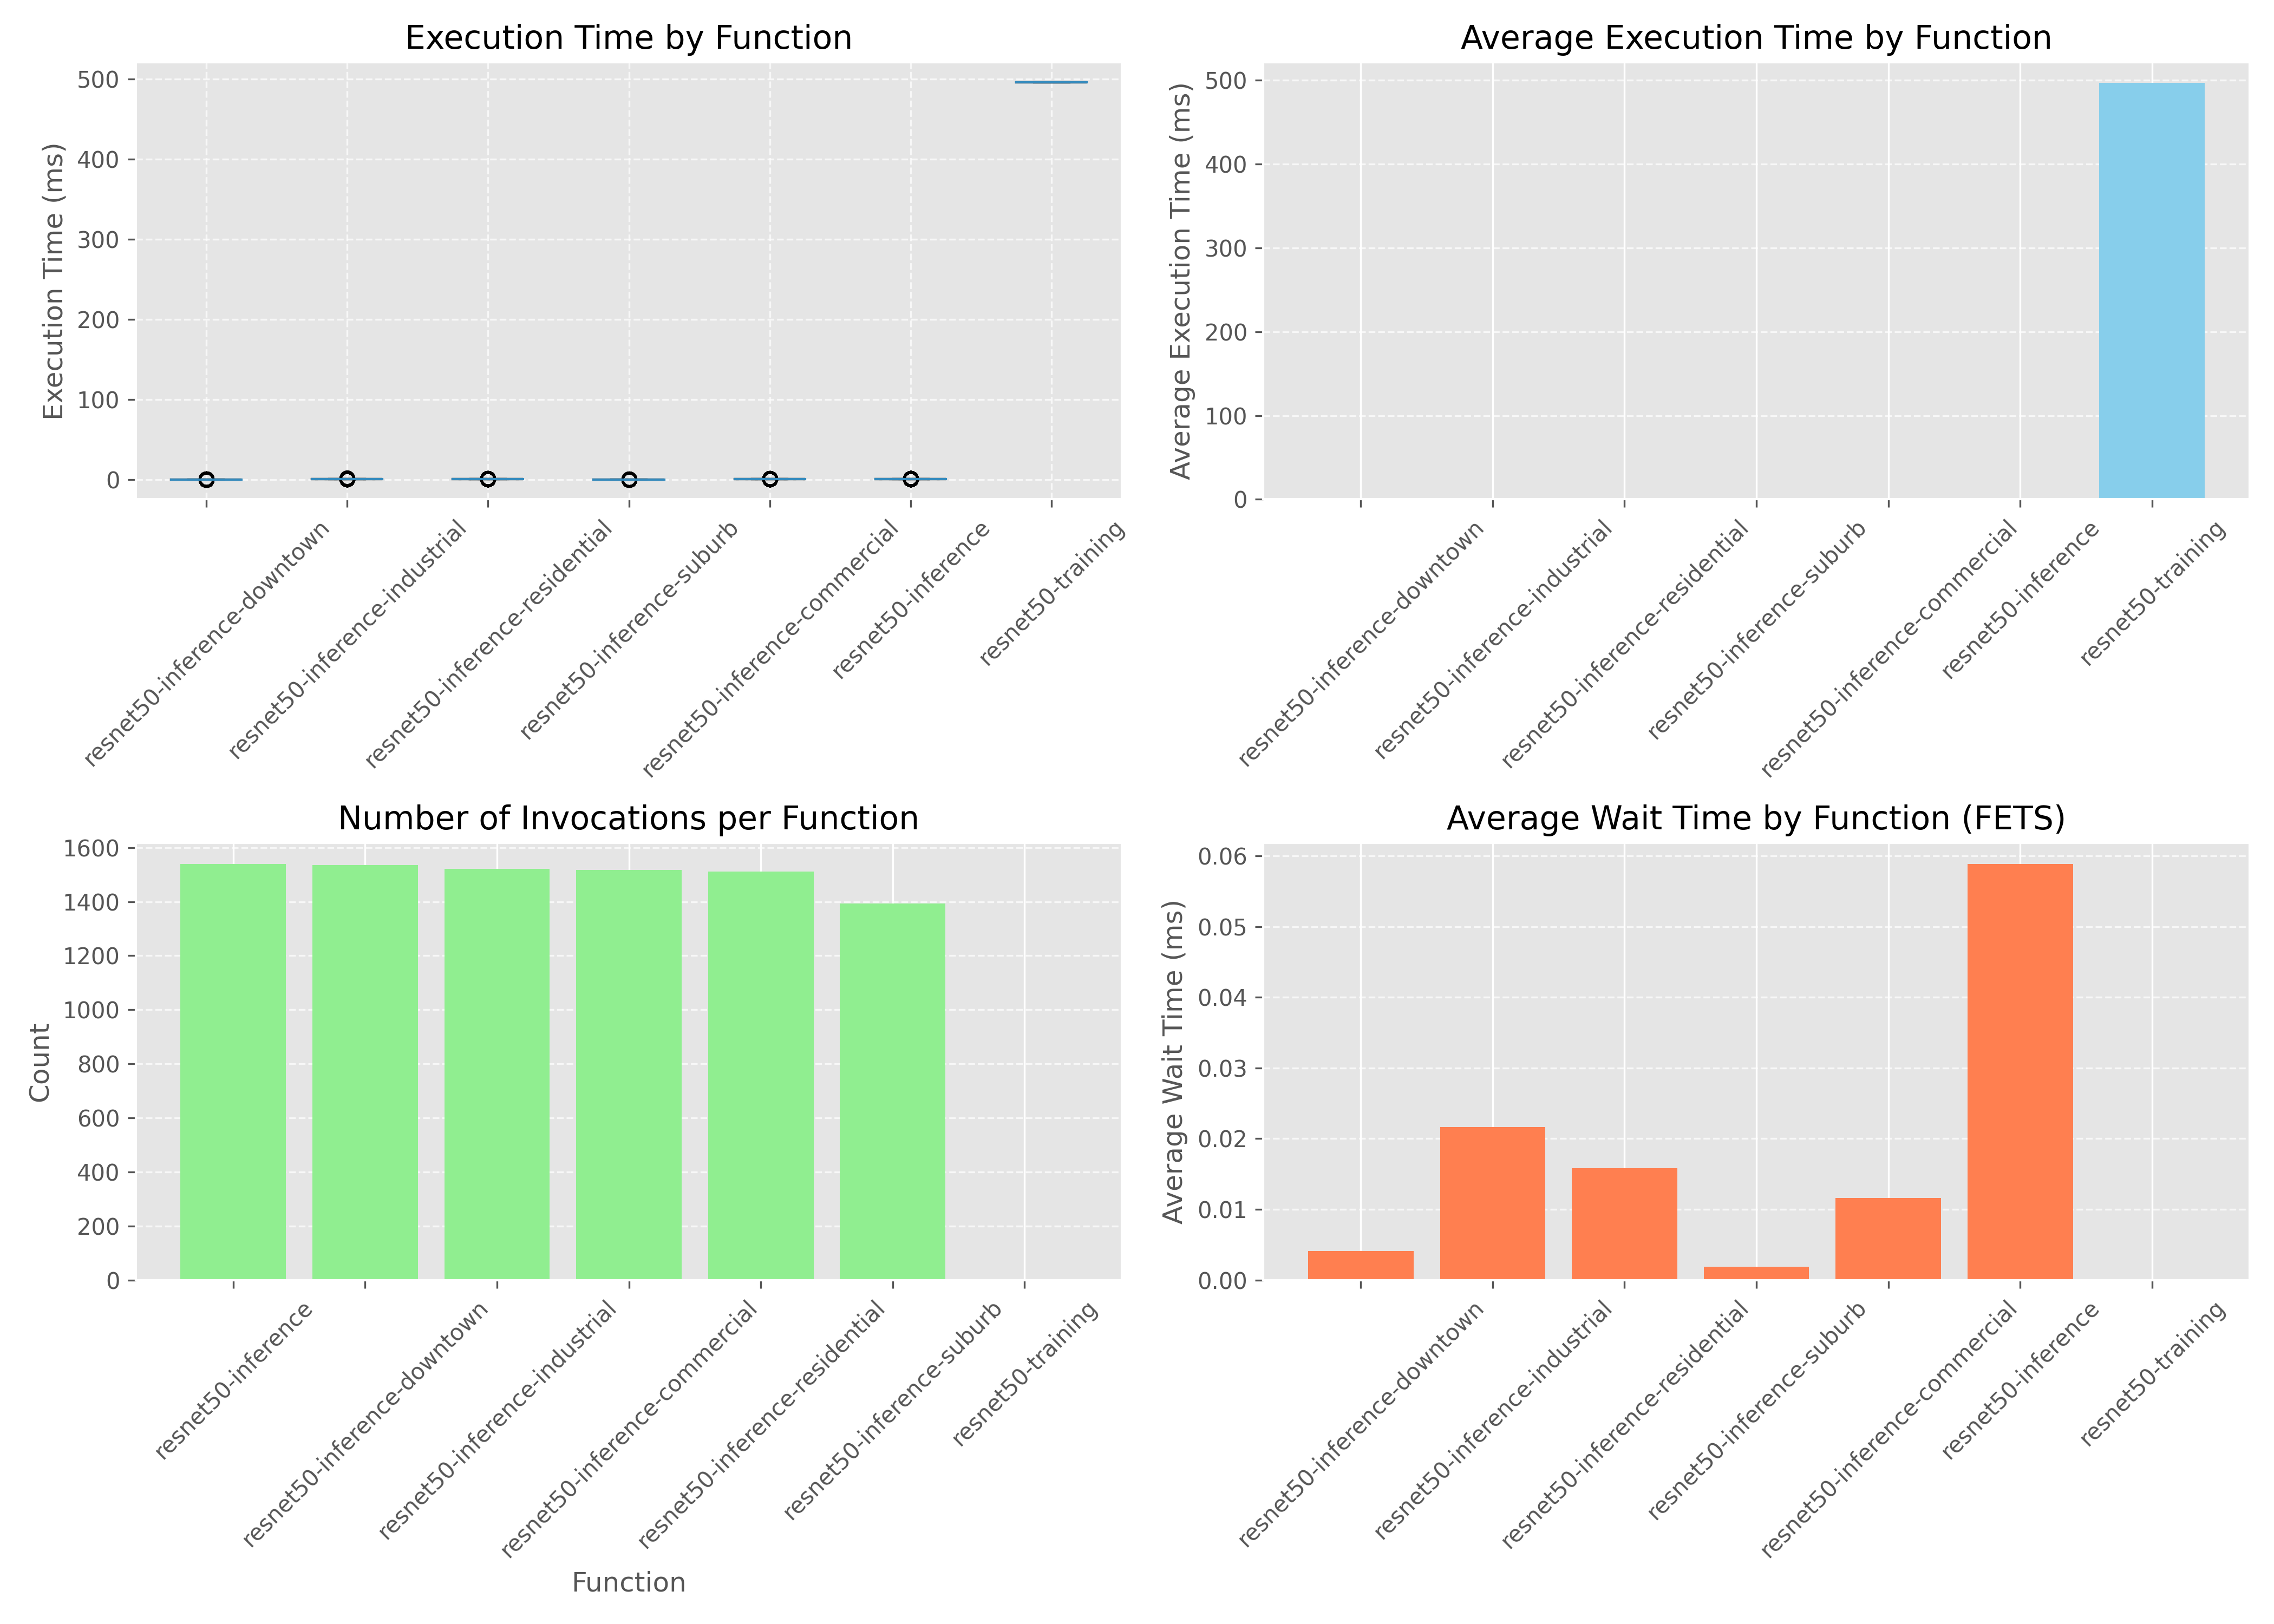 Execution Time by Function
Execution Time (ms)
500
400
300
200
100
0
resnet50-inference-downtown
resnet50-inference-industrial
resnet50-inference-residential
resnet50-inference-suburb
resnet50-inference-commercial
resnet50-inference
resnet50-training
Average Execution Time by Function
Average Execution Time (ms)
500
400
300
200
100
0
resnet50-inference-downtown
resnet50-inference-industrial
resnet50-inference-residential
resnet50-inference-suburb
resnet50-inference-commercial
resnet50-inference
resnet50-training
Number of Invocations per Function
Count
1600
1400
1200
1000
800
600
400
200
0
resnet50-inference
resnet50-inference-downtown
resnet50-inference-industrial
resnet50-inference-commercial
resnet50-inference-residential
resnet50-inference-suburb
resnet50-training
Function
Average Wait Time by Function (FETS)
Average Wait Time (ms)
0.06
0.05
0.04
0.03
0.02
0.01
0.00
resnet50-inference-downtown
resnet50-inference-industrial
resnet50-inference-residential
resnet50-inference-suburb
resnet50-inference-commercial
resnet50-inference
resnet50-training